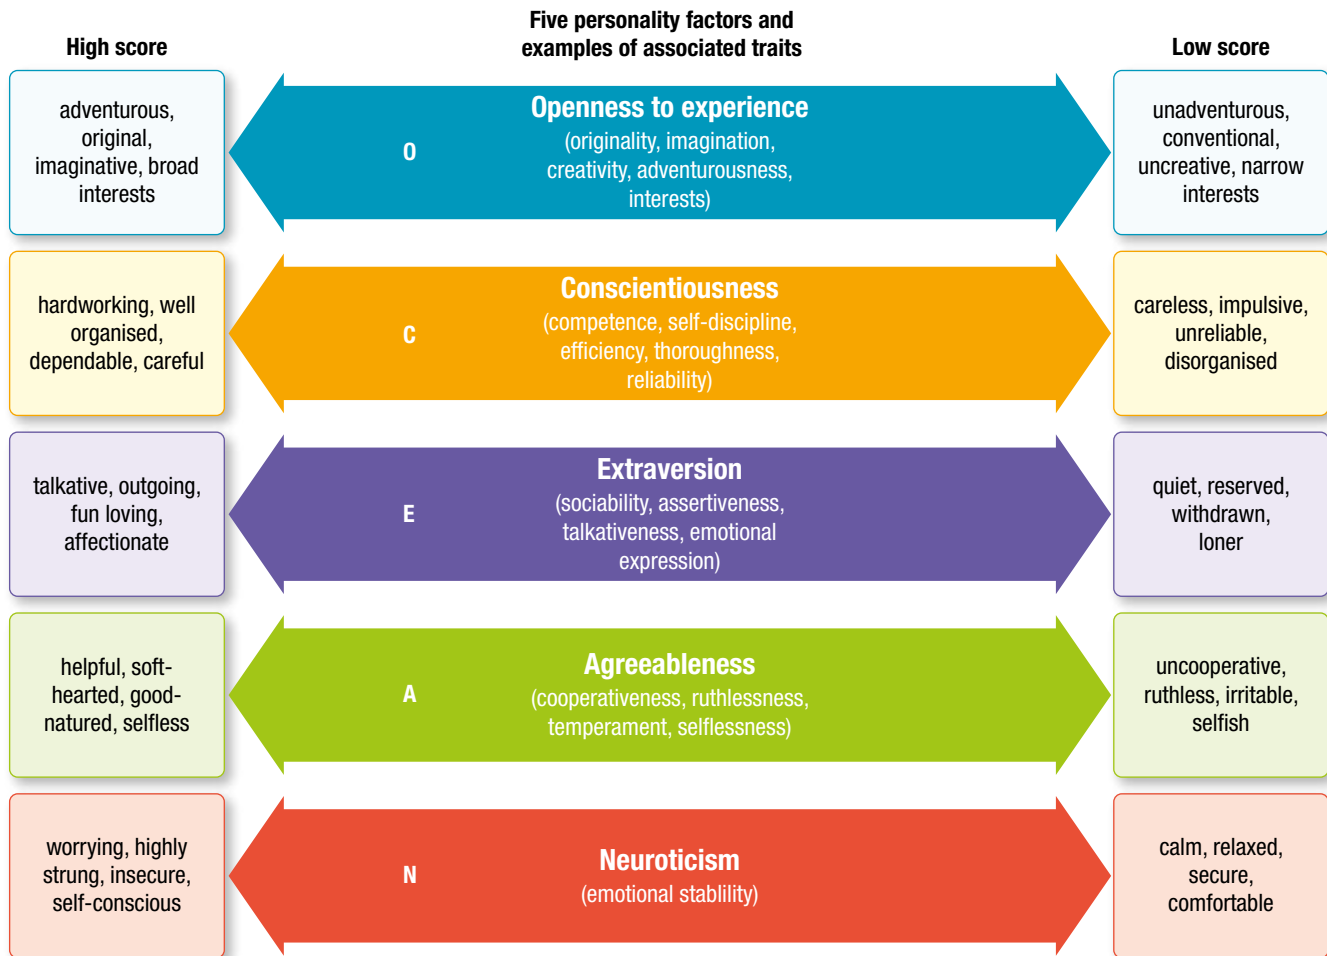 Five personality factors and
examples of associated traits
High score
Low score
adventurous,
original,
imaginative, broad
interests
O
Openness to experience
(originality, imagination,
creativity, adventurousness,
interests)
unadventurous,
conventional,
uncreative, narrow
interests
hardworking, well
organised,
dependable, careful
C
Conscientiousness
(competence, self-discipline,
efficiency, thoroughness,
reliability)
careless, impulsive,
unreliable,
disorganised
talkative, outgoing,
fun loving,
affectionate
E
Extraversion
(sociability, assertiveness,
talkativeness, emotional
expression)
quiet, reserved,
withdrawn,
loner
helpful, soft-
hearted, good-
natured, selfless
A
Agreeableness
(cooperativeness, ruthlessness,
temperament, selflessness)
uncooperative,
ruthless, irritable,
selfish
worrying, highly
strung, insecure,
self-conscious
N
Neuroticism
(emotional stablility)
calm, relaxed,
secure,
comfortable